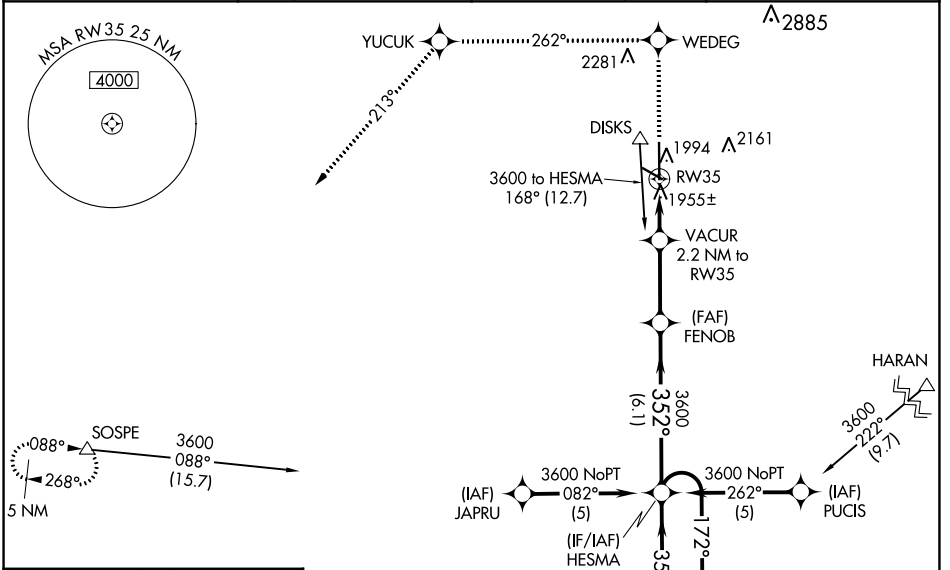 MSA RW35 25 NM
4000
YUCUK
262°
WEDEG
2885
2281
213°
DISKS
1994
2161
3600 to HESMA
168° (12.7)
RW35
1955±
VACUR
2.2 NM to
RW35
(FAF)
FENOB
HARAN
3600
352°
(6.1)
3600
222°
(9.7)
088°
SOSPE
3600
088°
(15.7)
268°
5 NM
(IAF)
JAPRU
3600 NoPT
082°
(5)
3600 NoPT
262°
(5)
(IAF)
PUCIS
(IF/IAF)
HESMA
172°
35